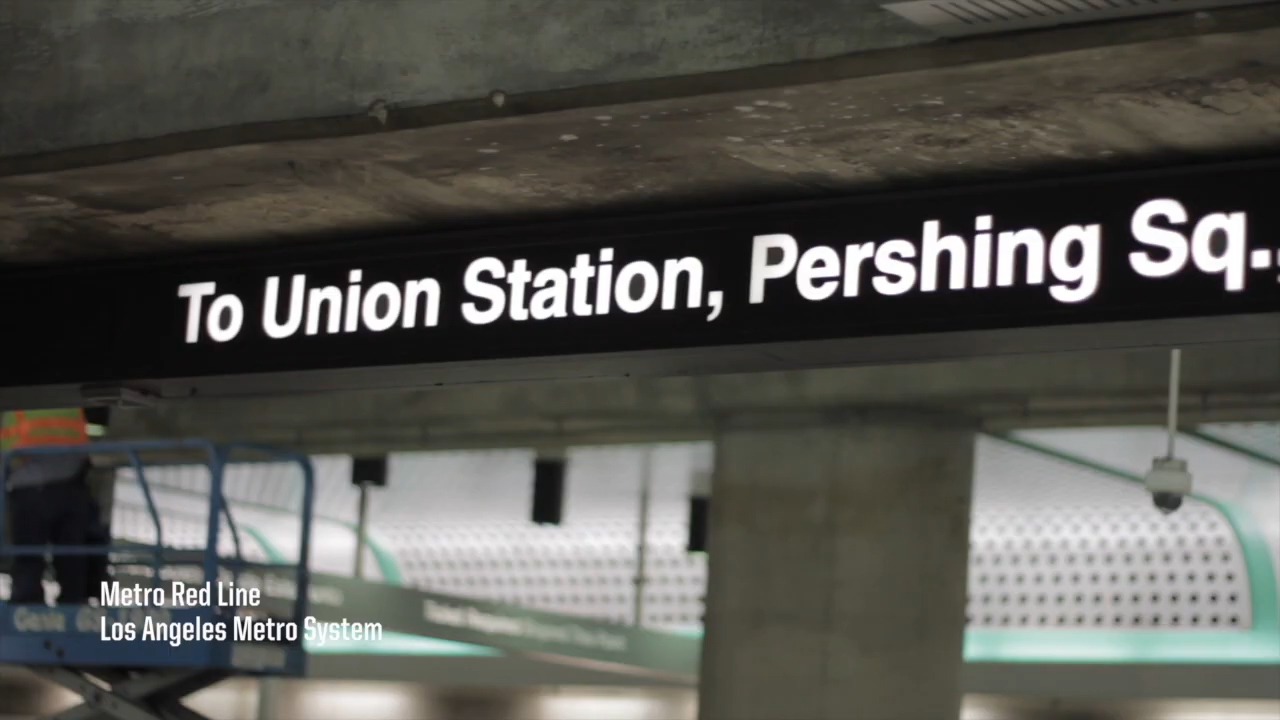 To Union Station, Pershing Sq.
Metro Red Line
Los Angeles Metro System